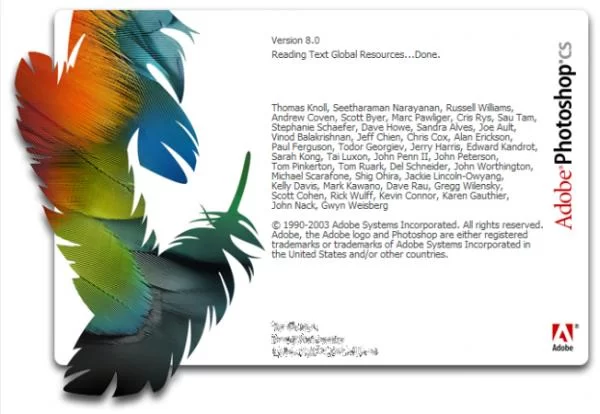 Version 8.0
Reading Text Global Resources...Done.
Thomas Knoll, Seetharaman Narayanan, Russell Williams,
Andrew Coven, Scott Byer, Marc Pawliger, Cris Rys, Sau Tam,
Stephanie Schaefer, Dave Howe, Sandra Alves, Joe Ault,
Vinod Balakrishnan, Jeff Chien, Chris Cox, Alan Erickson,
Paul Ferguson, Todor Georgiev, Jerry Harris, Edward Kandrot,
Sarah Kong, Tai Luxon, John Penn II, John Peterson,
Tom Pinkerton, Tom Ruark, Del Schneider, John Worthington,
Michael Scarafone, Shig Ohira, Jackie Lincoln-Owyang,
Kelly Davis, Mark Kawano, Dave Rau, Gregg Wilensky,
Scott Cohen, Rick Wulff, Kevin Connor, Karen Gauthier,
John Nack, Gwyn Weisberg
© 1990-2003 Adobe Systems Incorporated. All rights reserved.
Adobe, the Adobe logo and Photoshop are either registered
trademarks or trademarks of Adobe Systems Incorporated in
the United States and/or other countries.
Adobe® Photoshop® CS
Adobe®